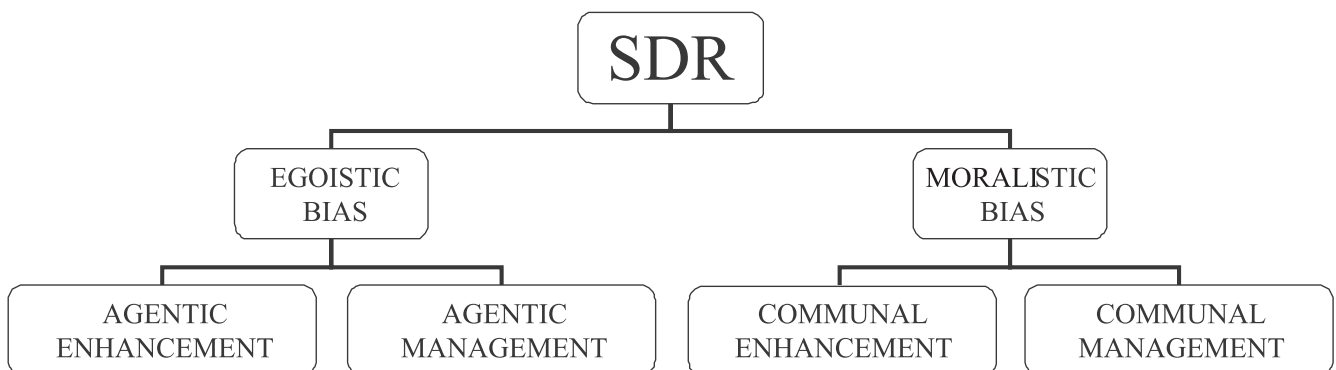 SDR
EGOISTIC
BIAS
MORALISTIC
BIAS
AGENTIC
ENHANCEMENT
AGENTIC
MANAGEMENT
COMMUNAL
ENHANCEMENT
COMMUNAL
MANAGEMENT